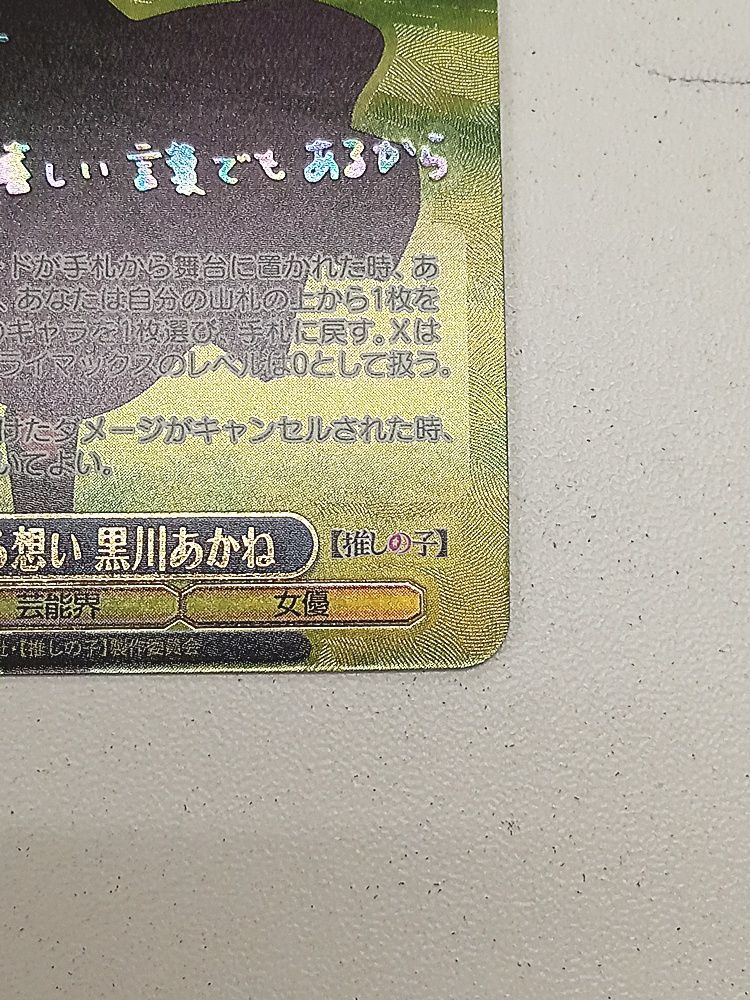 しい言葉でもあるから
ドが手札から舞台に置かれた時、あ
、あなたは自分の山札の上から1枚を
のキャラを1枚選び、手札に戻す。Xは
ライマックスのレベルは0として扱う。
けたダメージがキャンセルされた時、
いてよい。
る想い 黒川あかね
【推しの子】
芸能界
女優
社・【推しの子】製作委員会